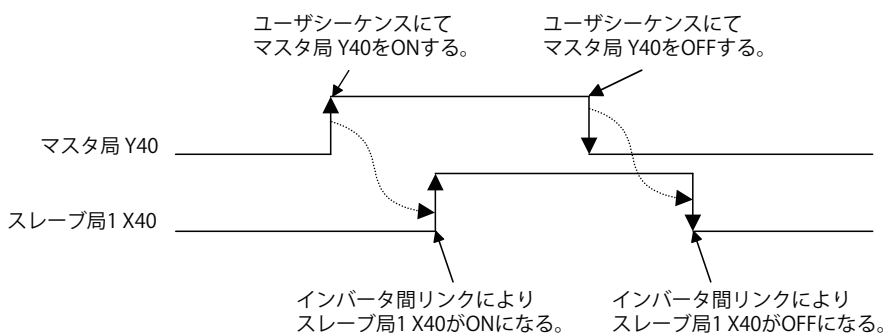 ユーザシーケンスにて
マスタ局 Y40をONする。
ユーザシーケンスにて
マスタ局 Y40をOFFする。
マスタ局 Y40
スレーブ局1 X40
インバータ間リンクにより
スレーブ局1 X40がONになる。
インバータ間リンクにより
スレーブ局1 X40がOFFになる。